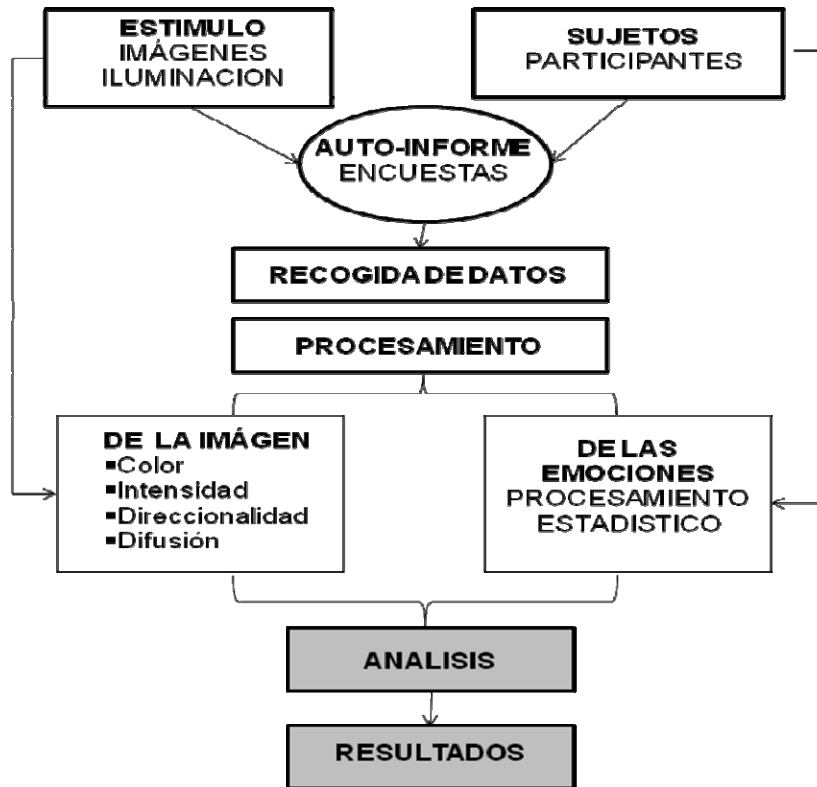 ESTIMULO
IMÁGENES
ILUMINACION
SUJETOS
PARTICIPANTES
AUTO-INFORME
ENCUESTAS
RECOGIDA DE DATOS
PROCESAMIENTO
DE LA IMÁGEN
▪Color
▪Intensidad
▪Direccionalidad
▪Difusión
DE LAS
EMOCIONES
PROCESAMIENTO
ESTADISTICO
ANALISIS
RESULTADOS